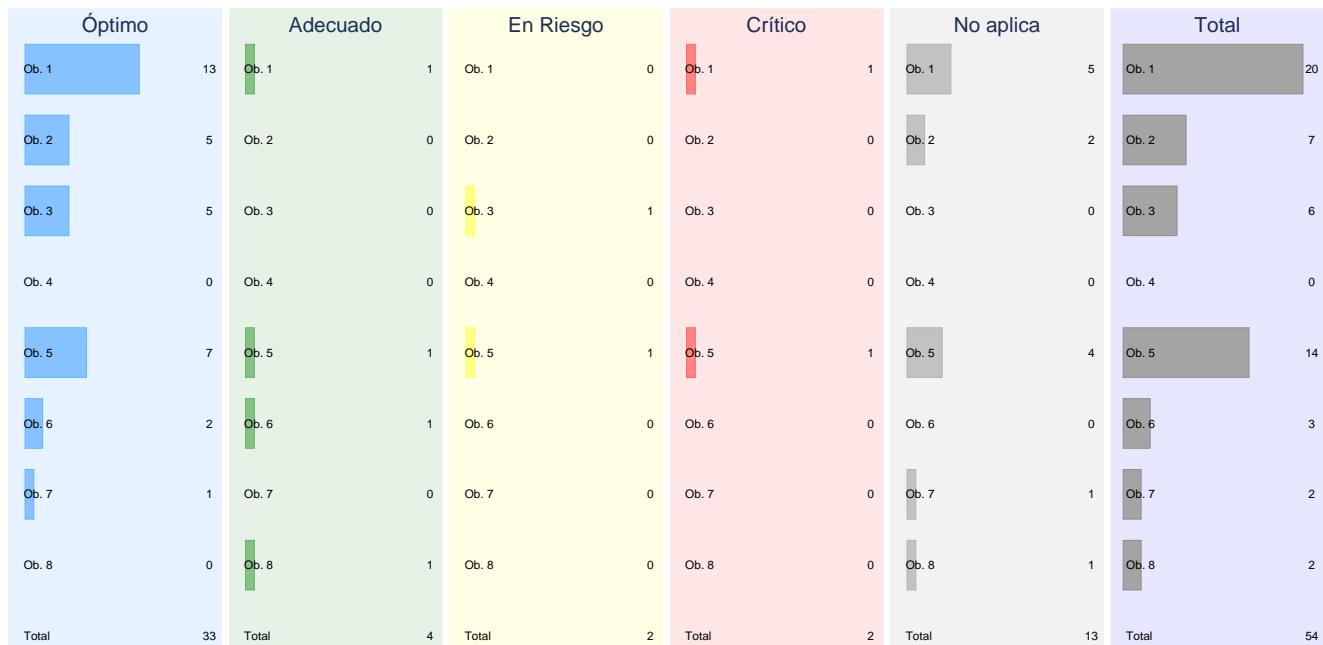 Óptimo Adecuado En Riesgo Crítico No aplica Total
Ob. 1 13 Ob. 1 1 Ob. 1 0 Ob. 1 1 Ob. 1 5 Ob. 1 20
Ob. 2 5 Ob. 2 0 Ob. 2 0 Ob. 2 0 Ob. 2 2 Ob. 2 7
Ob. 3 5 Ob. 3 0 Ob. 3 1 Ob. 3 0 Ob. 3 0 Ob. 3 6
Ob. 4 0 Ob. 4 0 Ob. 4 0 Ob. 4 0 Ob. 4 0 Ob. 4 0
Ob. 5 7 Ob. 5 1 Ob. 5 1 Ob. 5 1 Ob. 5 4 Ob. 5 14
Ob. 6 2 Ob. 6 1 Ob. 6 0 Ob. 6 0 Ob. 6 0 Ob. 6 3
Ob. 7 1 Ob. 7 0 Ob. 7 0 Ob. 7 0 Ob. 7 1 Ob. 7 2
Ob. 8 0 Ob. 8 1 Ob. 8 0 Ob. 8 0 Ob. 8 1 Ob. 8 2
Total 33 Total 4 Total 2 Total 2 Total 13 Total 54